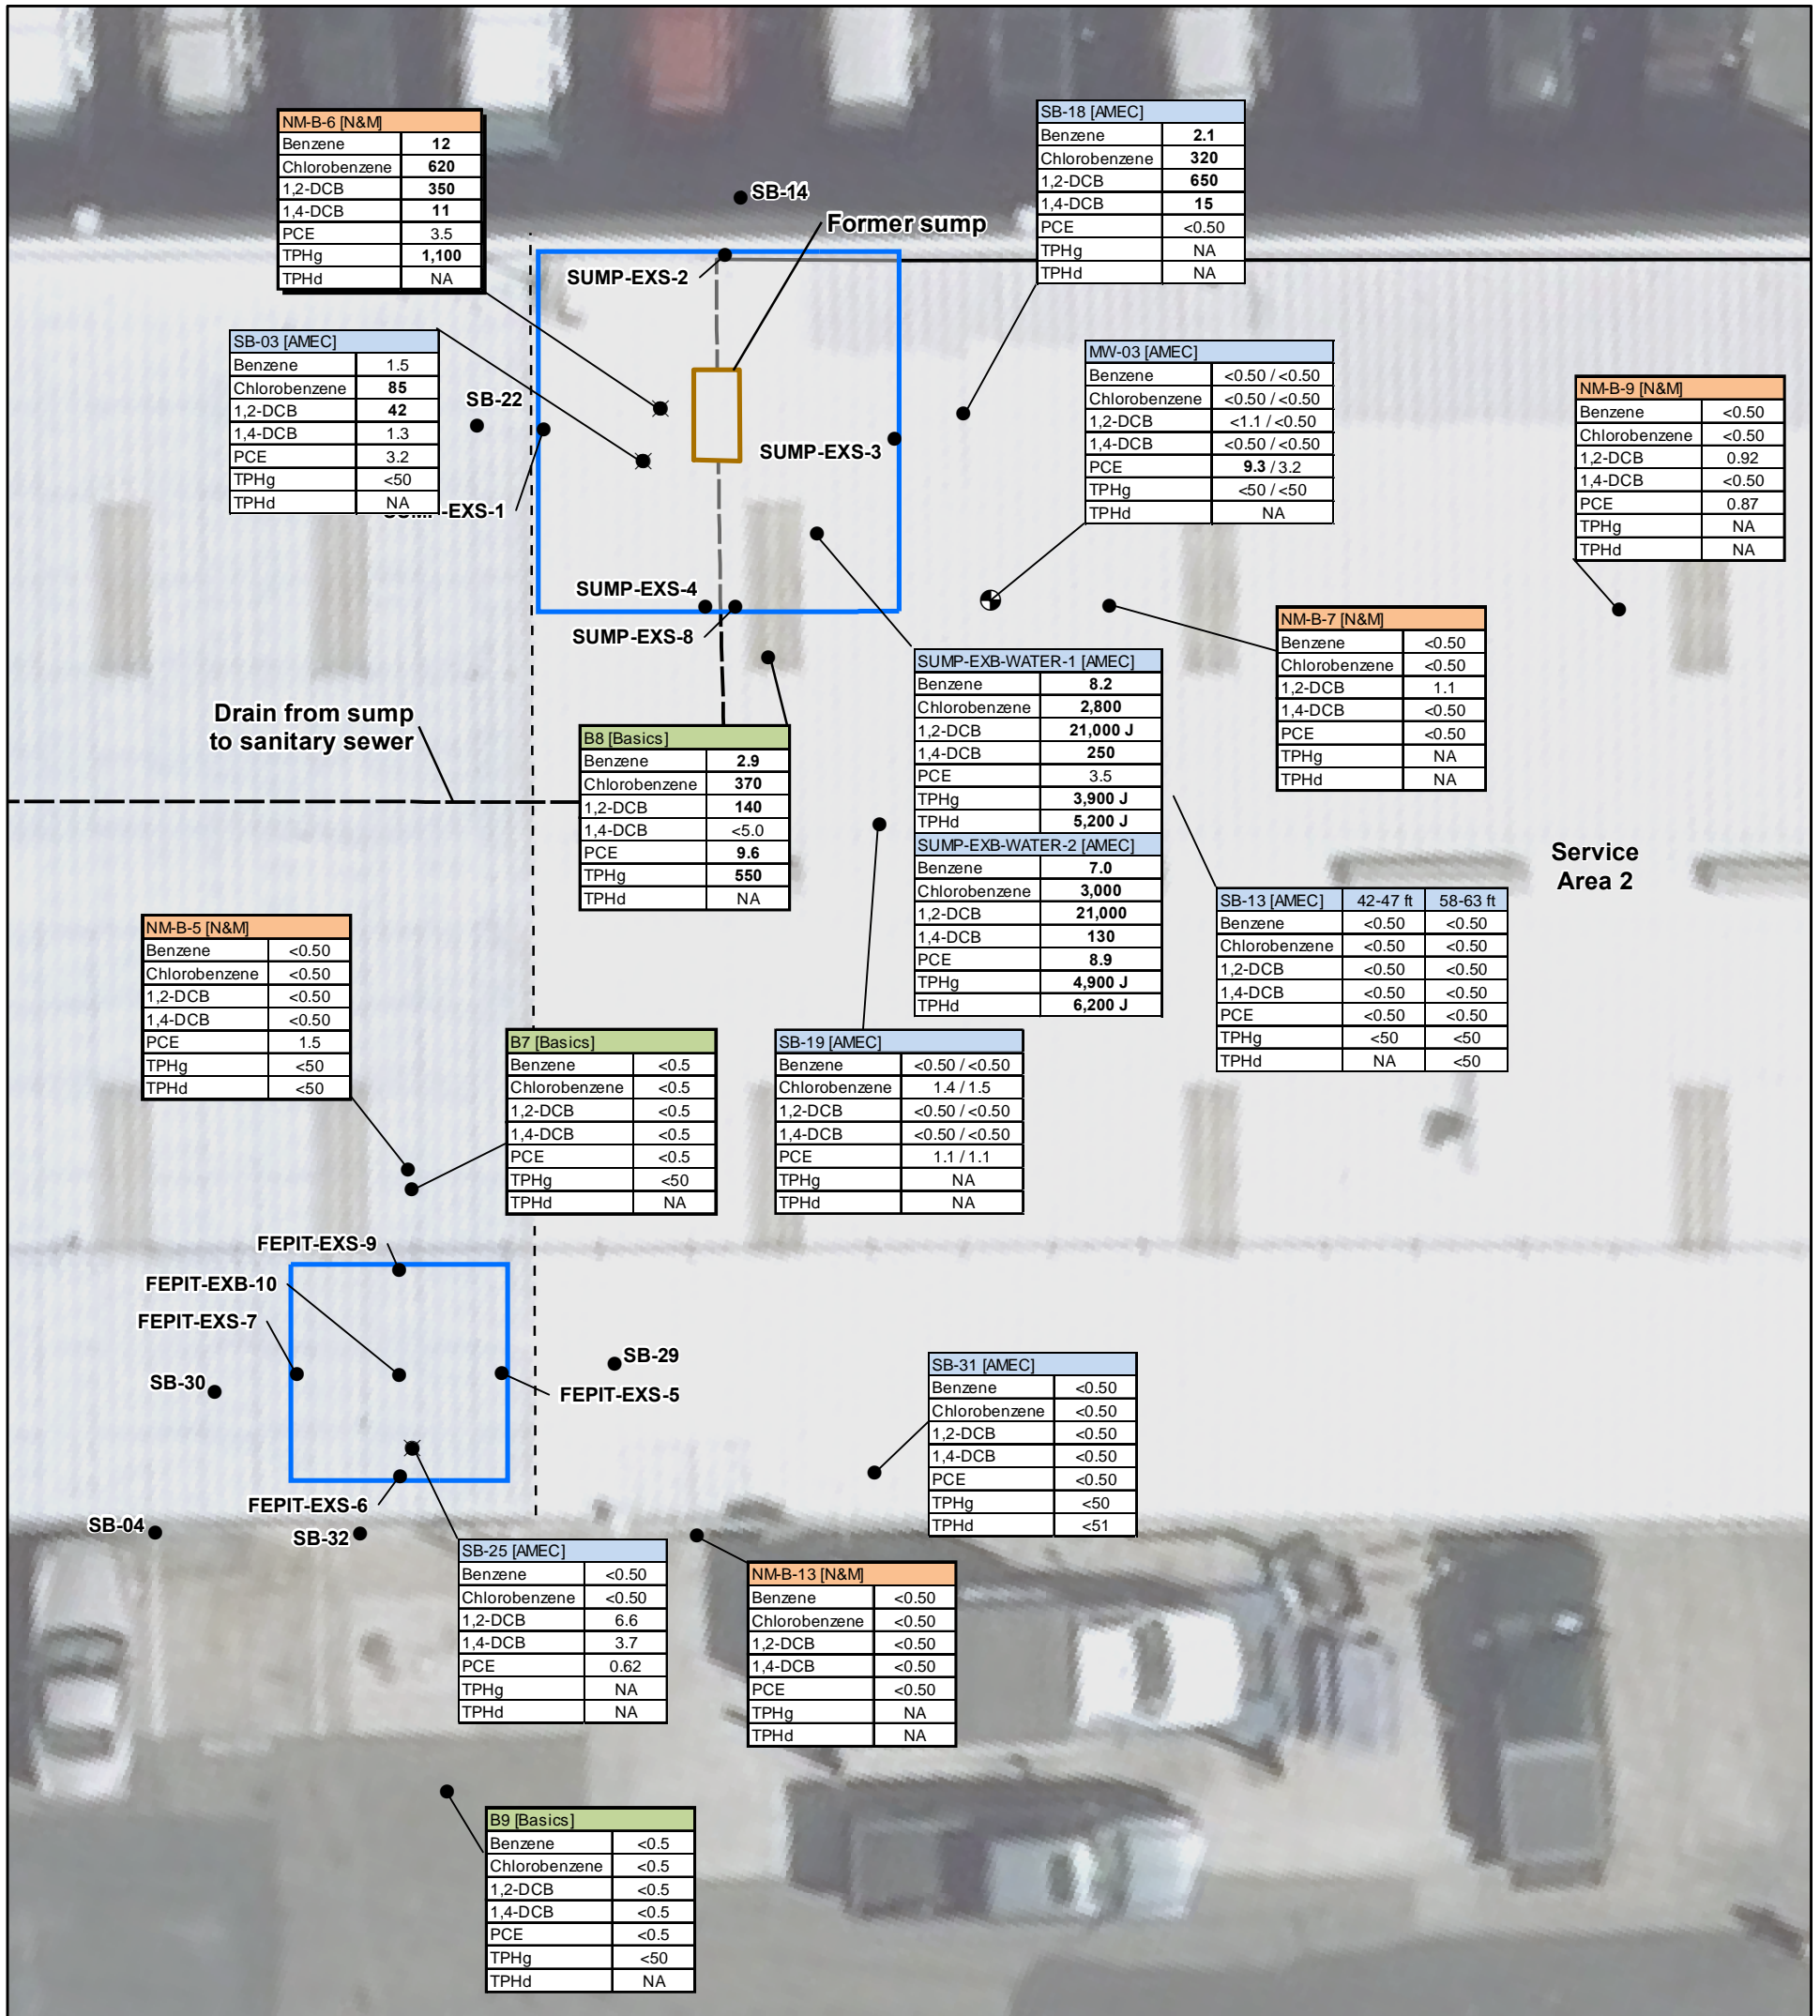 NM-B-6 [N&M]
Benzene 12
Chlorobenzene 620
1,2-DCB 350
1,4-DCB 11
PCE 3.5
TPHg 1,100
TPHd NA
SB-18 [AMEC]
Benzene 2.1
Chlorobenzene 320
1,2-DCB 650
1,4-DCB 15
PCE <0.50
TPHg NA
TPHd NA
SB-14
Former sump
SUMP-EXS-2
SB-03 [AMEC]
Benzene 1.5
Chlorobenzene 85
1,2-DCB 42
1,4-DCB 1.3
PCE 3.2
TPHg <50
TPHd NA
SB-22
-EXS-1
SUMP-EXS-3
MW-03 [AMEC]
Benzene <0.50 / <0.50
Chlorobenzene <0.50 / <0.50
1,2-DCB <1.1 / <0.50
1,4-DCB <0.50 / <0.50
PCE 9.3 / 3.2
TPHg <50 / <50
TPHd NA
NM-B-9 [N&M]
Benzene <0.50
Chlorobenzene <0.50
1,2-DCB 0.92
1,4-DCB <0.50
PCE 0.87
TPHg NA
TPHd NA
SUMP-EXS-4
SUMP-EXS-8
NM-B-7 [N&M]
Benzene <0.50
Chlorobenzene <0.50
1,2-DCB 1.1
1,4-DCB <0.50
PCE <0.50
TPHg NA
TPHd NA
SUMP-EXB-WATER-1 [AMEC]
Benzene 8.2
Chlorobenzene 2,800
1,2-DCB 21,000 J
1,4-DCB 250
PCE 3.5
TPHg 3,900 J
TPHd 5,200 J
SUMP-EXB-WATER-2 [AMEC]
Benzene 7.0
Chlorobenzene 3,000
1,2-DCB 21,000
1,4-DCB 130
PCE 8.9
TPHg 4,900 J
TPHd 6,200 J
Drain from sump
to sanitary sewer
B8 [Basics]
Benzene 2.9
Chlorobenzene 370
1,2-DCB 140
1,4-DCB <5.0
PCE 9.6
TPHg 550
TPHd NA
Service
Area 2
SB-13 [AMEC] 42-47 ft 58-63 ft
Benzene <0.50 <0.50
Chlorobenzene <0.50 <0.50
1,2-DCB <0.50 <0.50
1,4-DCB <0.50 <0.50
PCE <0.50 <0.50
TPHg <50 <50
TPHd NA <50
NM-B-5 [N&M]
Benzene <0.50
Chlorobenzene <0.50
1,2-DCB <0.50
1,4-DCB <0.50
PCE 1.5
TPHg <50
TPHd <50
B7 [Basics]
Benzene <0.5
Chlorobenzene <0.5
1,2-DCB <0.5
1,4-DCB <0.5
PCE <0.5
TPHg <50
TPHd NA
SB-19 [AMEC]
Benzene <0.50 / <0.50
Chlorobenzene 1.4 / 1.5
1,2-DCB <0.50 / <0.50
1,4-DCB <0.50 / <0.50
PCE 1.1 / 1.1
TPHg NA
TPHd NA
FEPIT-EXS-9
FEPIT-EXB-10
FEPIT-EXS-7
SB-30
SB-29
FEPIT-EXS-5
FEPIT-EXS-6
SB-04
SB-32
SB-31 [AMEC]
Benzene <0.50
Chlorobenzene <0.50
1,2-DCB <0.50
1,4-DCB <0.50
PCE <0.50
TPHg <50
TPHd <51
SB-25 [AMEC]
Benzene <0.50
Chlorobenzene <0.50
1,2-DCB 6.6
1,4-DCB 3.7
PCE 0.62
TPHg NA
TPHd NA
NM-B-13 [N&M]
Benzene <0.50
Chlorobenzene <0.50
1,2-DCB <0.50
1,4-DCB <0.50
PCE <0.50
TPHg NA
TPHd NA
B9 [Basics]
Benzene <0.5
Chlorobenzene <0.5
1,2-DCB <0.5
1,4-DCB <0.5
PCE <0.5
TPHg <50
TPHd NA